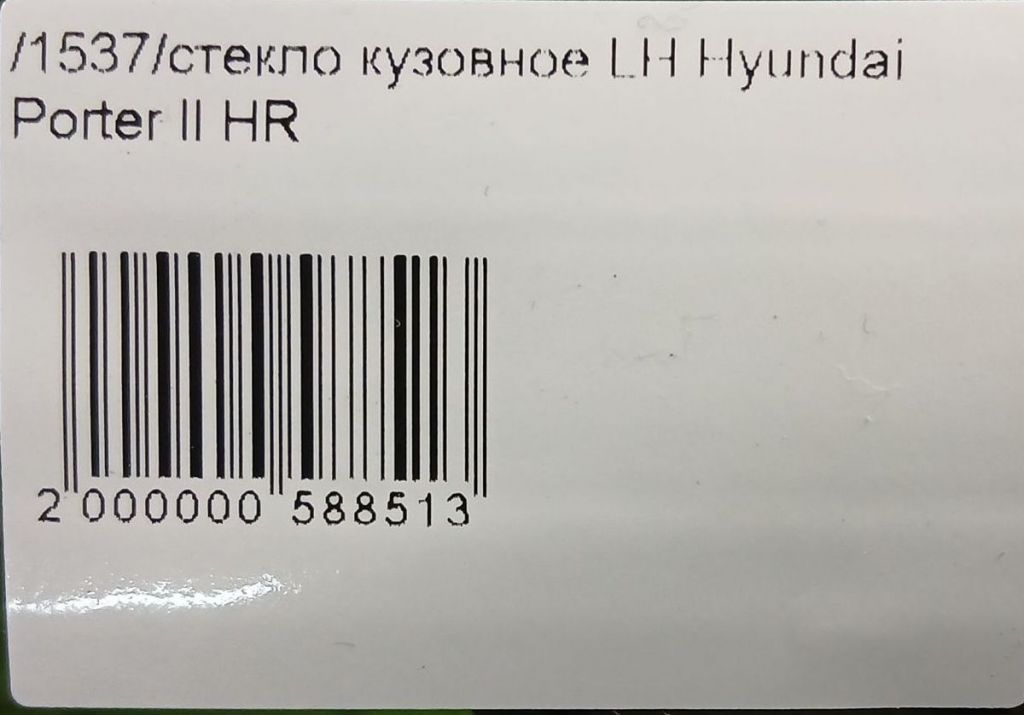 /1537/стекло кузовное LH Hyundai
Porter II HR
2 000000 588513